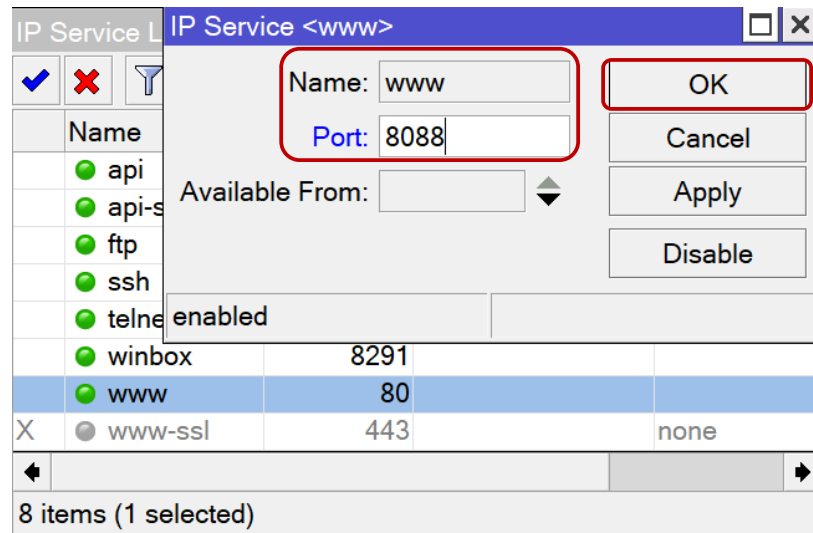 IP Service L
IP Service <www>
Name: www
OK
Name
Port: 8088
Cancel
api
Available From:
Apply
api-s
ftp
Disable
ssh
telne
enabled
winbox 8291
www 80
X www-ssl 443 none
8 items (1 selected)